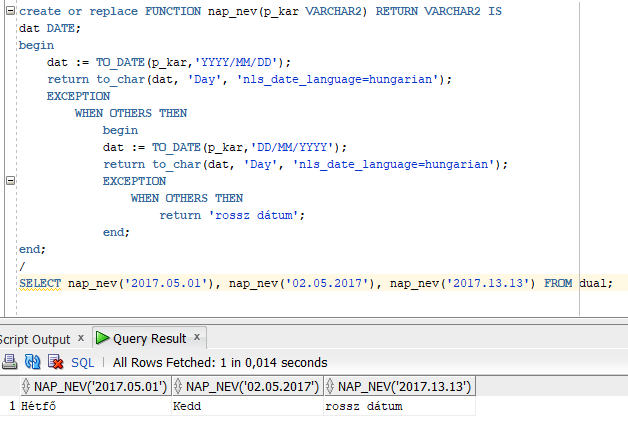 create or replace FUNCTION nap_nev(p_kar VARCHAR2) RETURN VARCHAR2 IS
dat DATE;
begin
dat := TO_DATE(p_kar,'YYYY/MM/DD');
return to_char(dat, 'Day', 'nls_date_language=hungarian');
EXCEPTION
WHEN OTHERS THEN
begin
dat := TO_DATE(p_kar,'DD/MM/YYYY');
return to_char(dat, 'Day', 'nls_date_language=hungarian');
EXCEPTION
WHEN OTHERS THEN
return 'rossz dátum';
end;
end;
/
SELECT nap_nev('2017.05.01'), nap_nev('02.05.2017'), nap_nev('2017.13.13') FROM dual;
Script Output x Query Result x
SQL | All Rows Fetched: 1 in 0,014 seconds
NAP_NEV('2017.05.01') NAP_NEV('02.05.2017') NAP_NEV('2017.13.13')
1 Hétfő Kedd rossz dátum